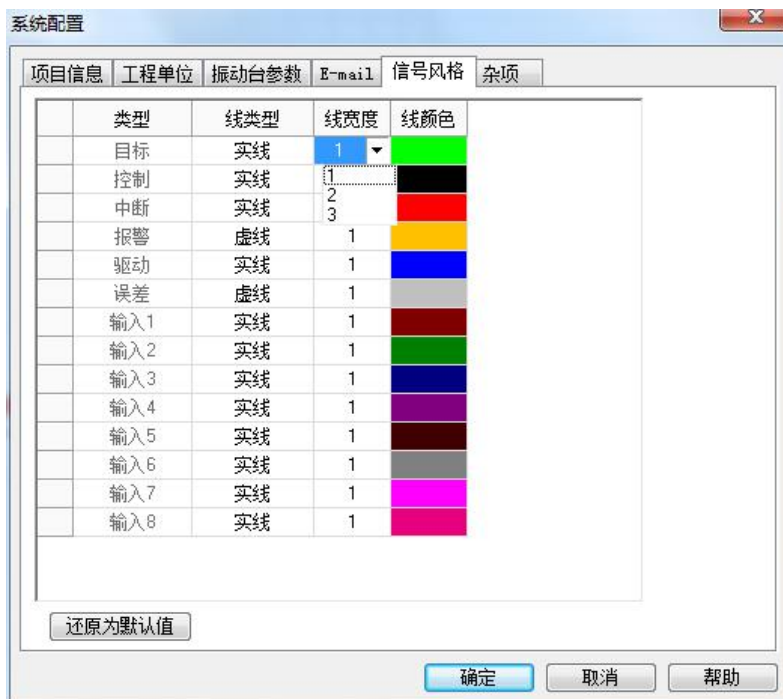 系统配置
项目信息 工程单位 振动台参数 E-mail 信号风格 杂项
类型 线类型 线宽度 线颜色
目标 实线 1
控制 实线 1
中断 实线 2
3
报警 虚线 1
驱动 实线 1
误差 虚线 1
输入1 实线 1
输入2 实线 1
输入3 实线 1
输入4 实线 1
输入5 实线 1
输入6 实线 1
输入7 实线 1
输入8 实线 1
还原为默认值
确定 取消 帮助